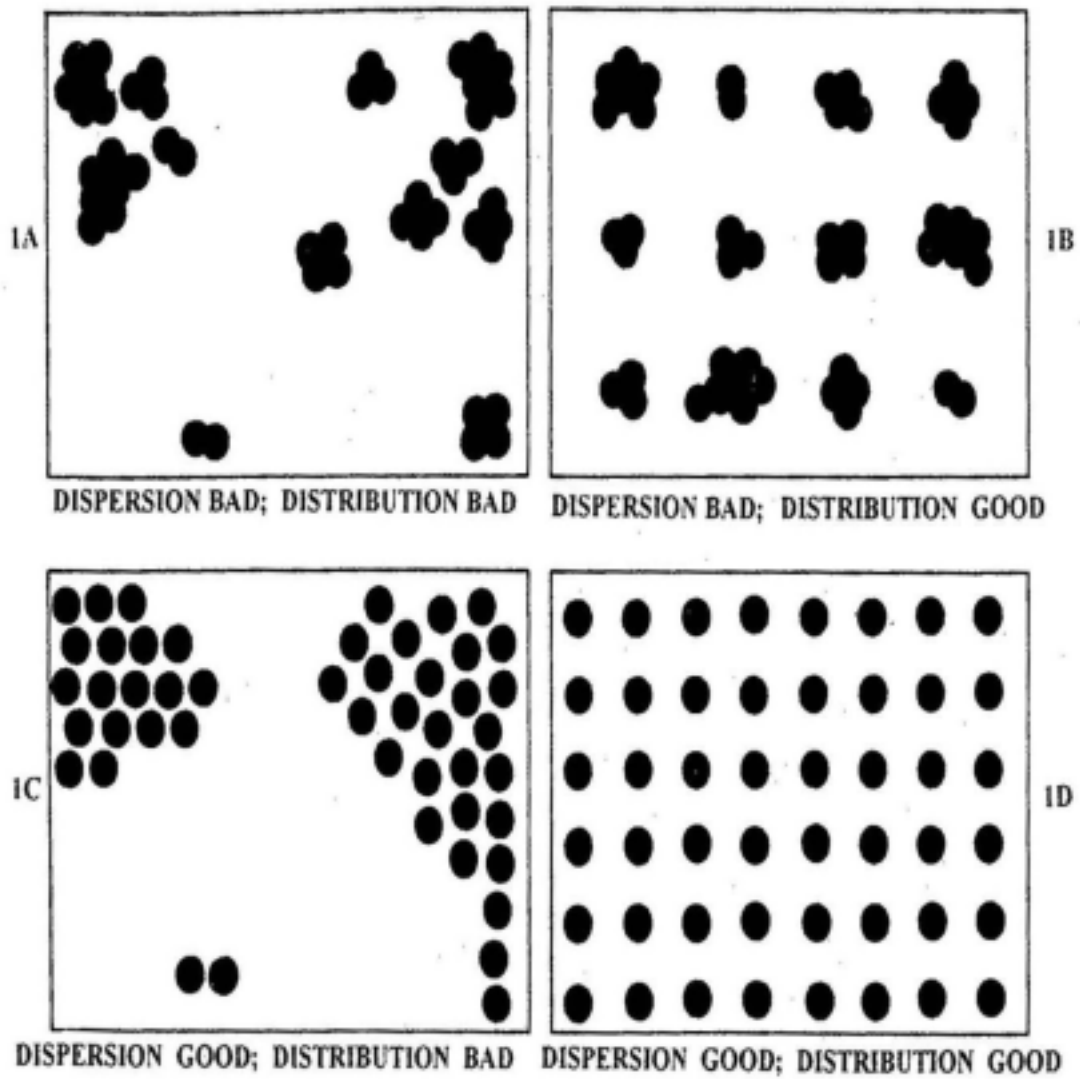 1A
1B
DISPERSION BAD; DISTRIBUTION BAD
DISPERSION BAD; DISTRIBUTION GOOD
1C
1D
DISPERSION GOOD; DISTRIBUTION BAD
DISPERSION GOOD; DISTRIBUTION GOOD